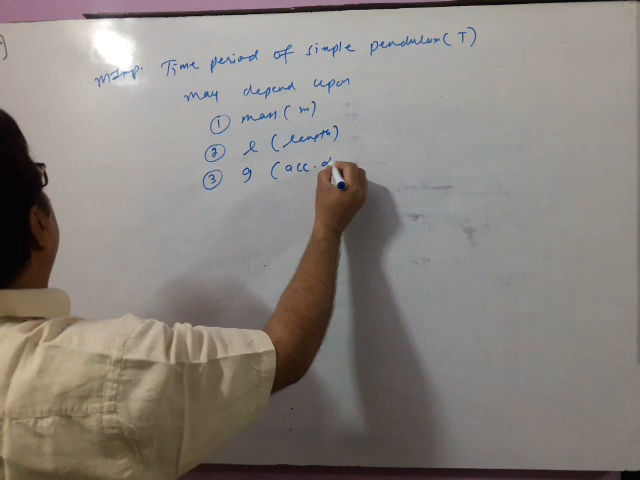 M.Imp. Time period of simple pendulum (T)
may depend upon
① mass (m)
② l (length)
③ g (acc. d